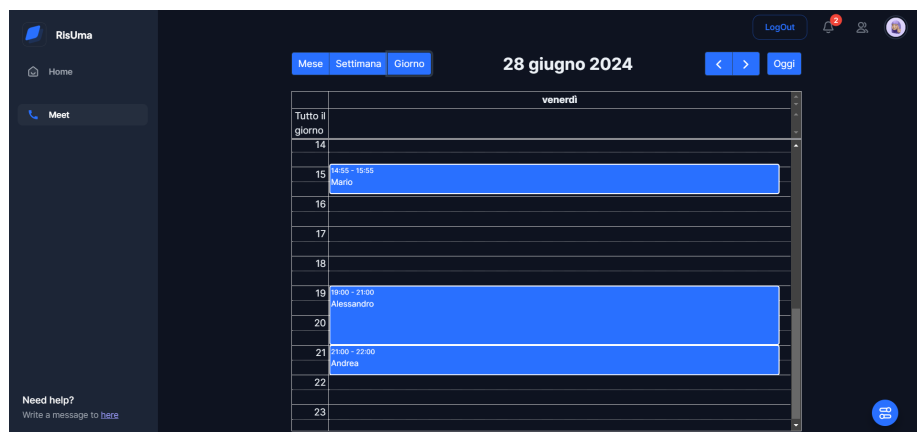 RisUma
LogOut
2
Home
Meet
Mese Settimana Giorno
28 giugno 2024
Oggi
venerdì
Tutto il
giorno
14
15
14:55 - 15:55
Mario
16
17
18
19
19:00 - 21:00
Alessandro
20
21
21:00 - 22:00
Andrea
22
23
Need help?
Write a message to here